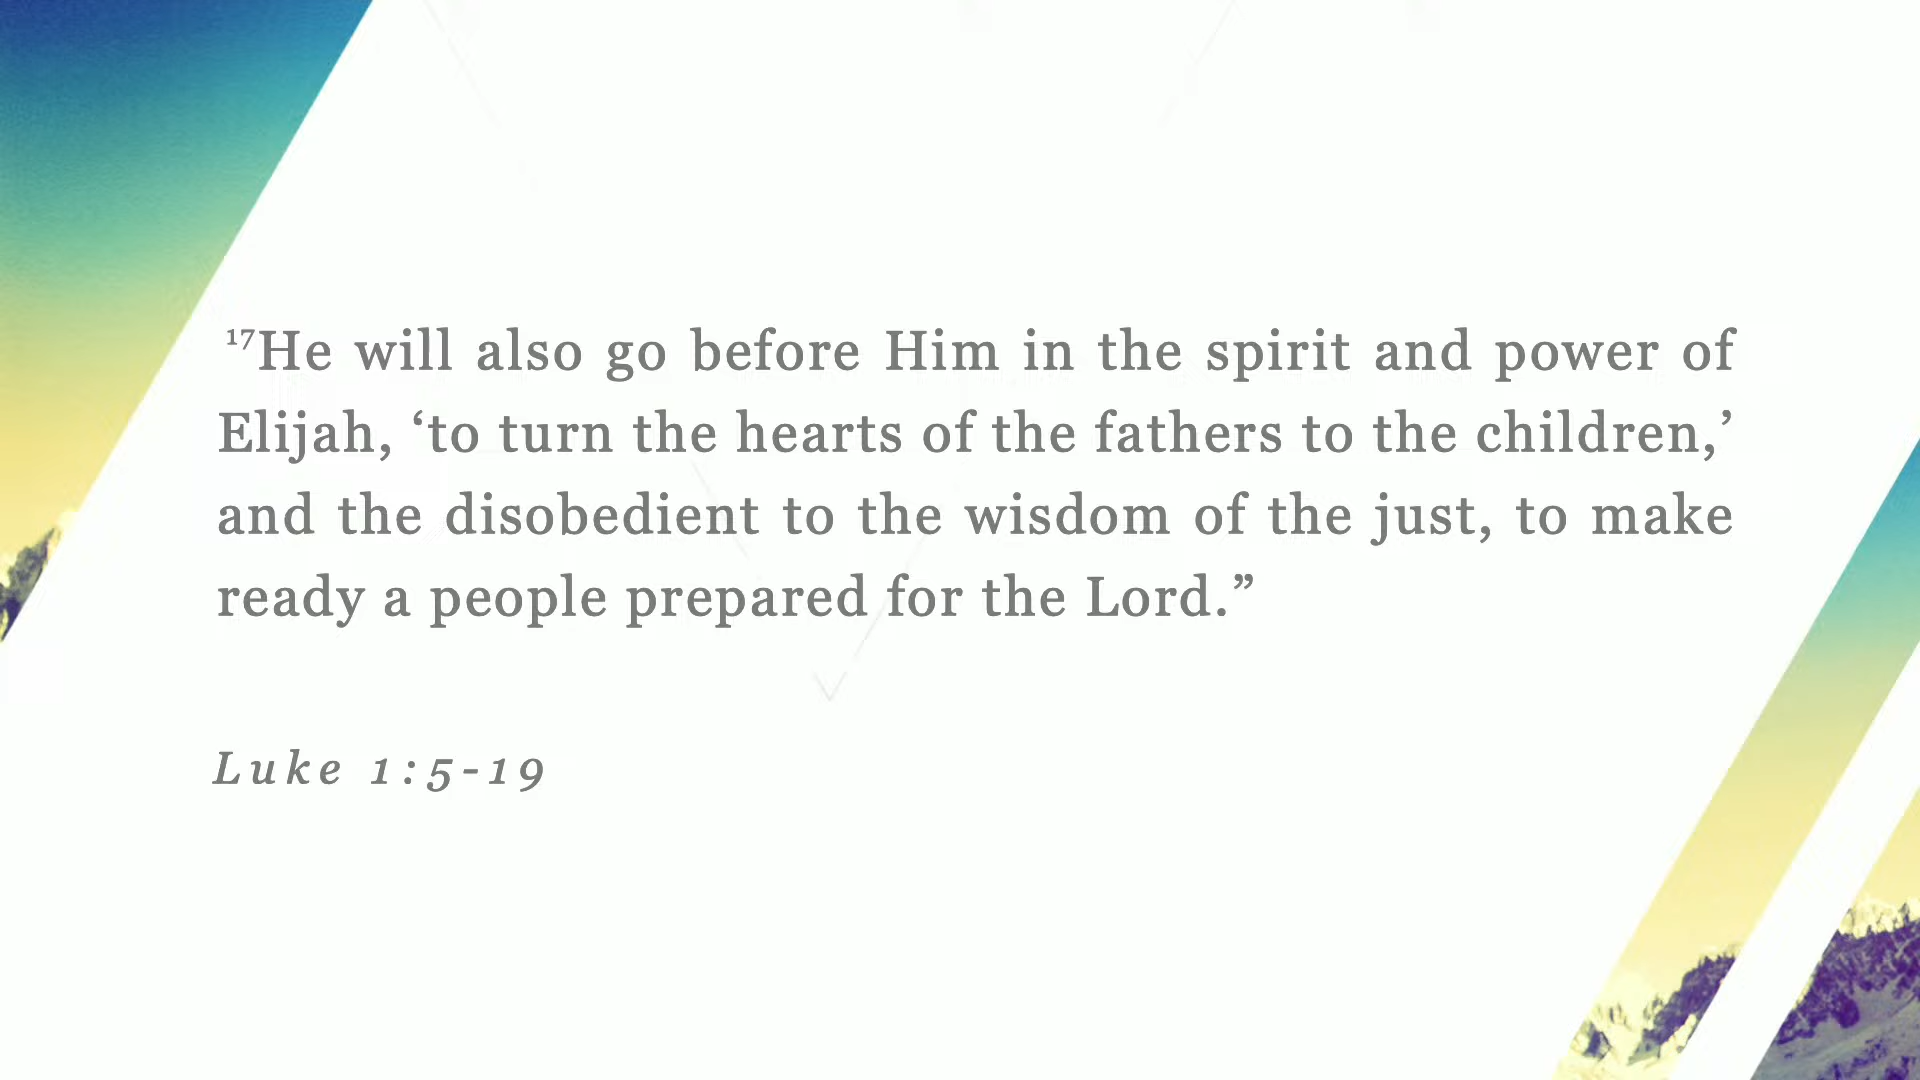 ¹⁷He will also go before Him in the spirit and power of
Elijah, ‘to turn the hearts of the fathers to the children,’
and the disobedient to the wisdom of the just, to make
ready a people prepared for the Lord.”
Luke 1:5-19